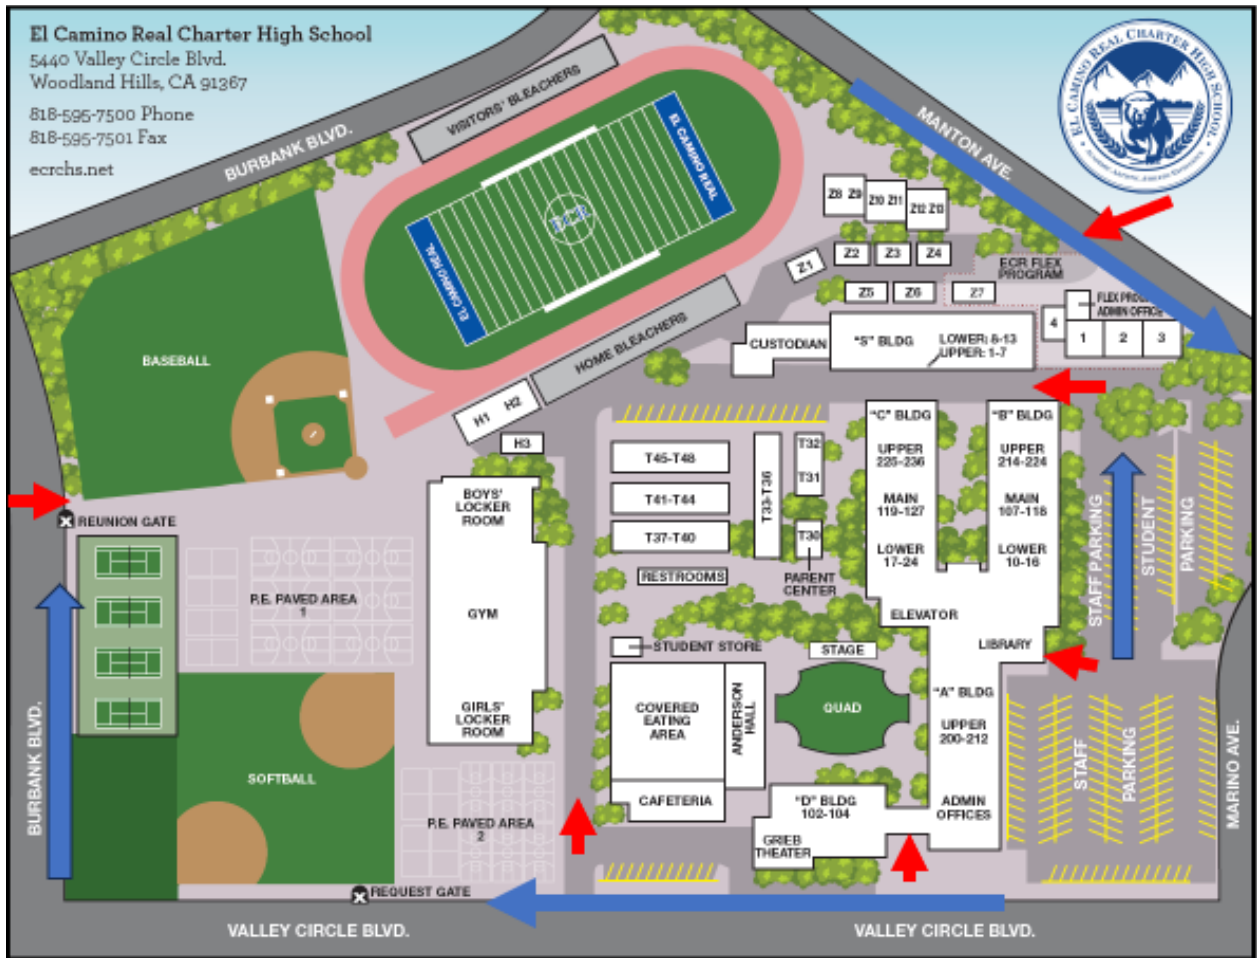 El Camino Real Charter High School
5440 Valley Circle Blvd.
Woodland Hills, CA 91367
818-595-7500 Phone
818-595-7501 Fax
ecrchs.net
EL CAMINO REAL CHARTER HIGH SCHOOL
BURBANK BLVD.
VISITORS' BLEACHERS
MANTON AVE.
EL CAMINO REAL
ECR
EL CAMINO REAL
HOME BLEACHERS
Z8 Z9
Z10 Z11
Z12 Z13
Z1
Z2
Z3
Z4
Z5
Z6
Z7
ECR FLEX
PROGRAM
ADMIN OFFICE
4
1
2
3
CUSTODIAN
"S" BLDG
LOWER: 8-13
UPPER: 1-7
BASEBALL
H1 H2
H3
REUNION GATE
P.E. PAVED AREA
1
BOYS'
LOCKER
ROOM
GYM
GIRLS'
LOCKER
ROOM
T45-T48
T41-T44
T37-T40
T33-T36
T32
T31
T30
RESTROOMS
PARENT
CENTER
"C" BLDG
UPPER
225-236
MAIN
119-127
LOWER
17-24
"B" BLDG
UPPER
214-224
MAIN
107-118
LOWER
10-16
ELEVATOR
LIBRARY
STAFF PARKING
STUDENT
PARKING
STUDENT STORE
STAGE
QUAD
COVERED
EATING
AREA
ANDERSON
HALL
CAFETERIA
"A" BLDG
UPPER
200-212
ADMIN
OFFICES
"D" BLDG
102-104
GRIEB
THEATER
STAFF
PARKING
MARINO AVE.
BURBANK BLVD.
SOFTBALL
P.E. PAVED AREA
2
REQUEST GATE
VALLEY CIRCLE BLVD.
VALLEY CIRCLE BLVD.